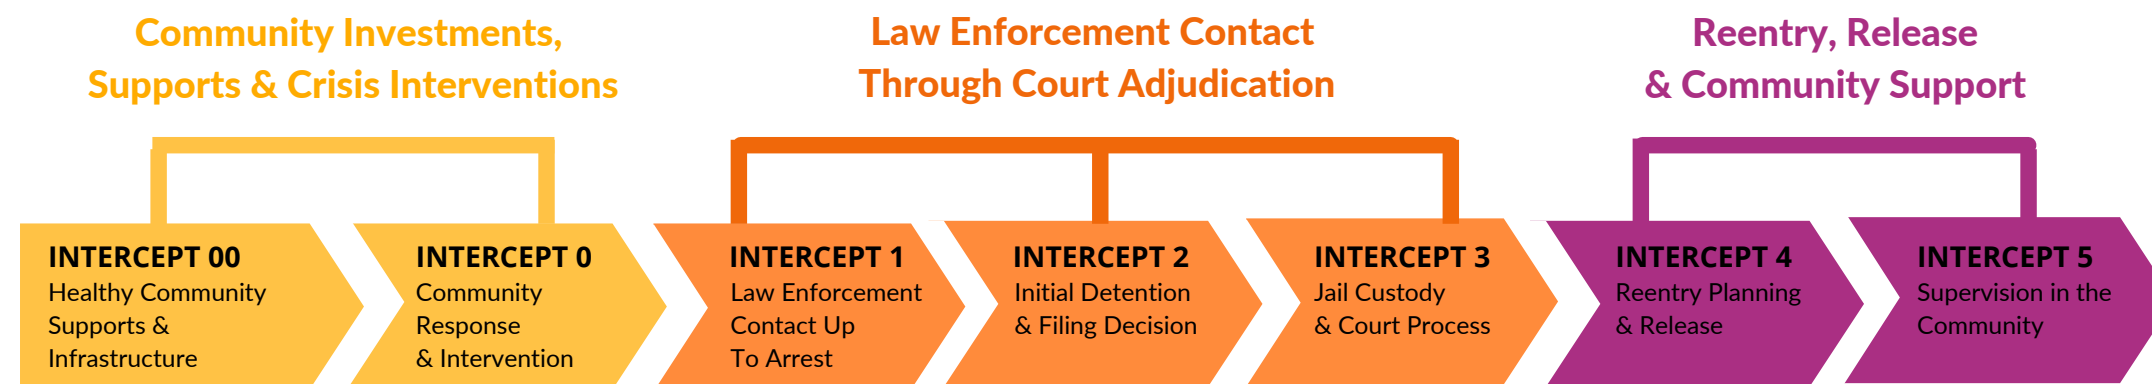 Community Investments,
Supports & Crisis Interventions
Law Enforcement Contact
Through Court Adjudication
Reentry, Release
& Community Support
INTERCEPT 00
Healthy Community
Supports &
Infrastructure
INTERCEPT 0
Community
Response
& Intervention
INTERCEPT 1
Law Enforcement
Contact Up
To Arrest
INTERCEPT 2
Initial Detention
& Filing Decision
INTERCEPT 3
Jail Custody
& Court Process
INTERCEPT 4
Reentry Planning
& Release
INTERCEPT 5
Supervision in the
Community